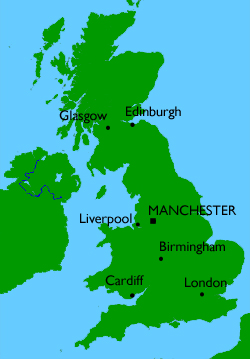 Glasgow
Edinburgh
Liverpool
MANCHESTER
Birmingham
Cardiff
London